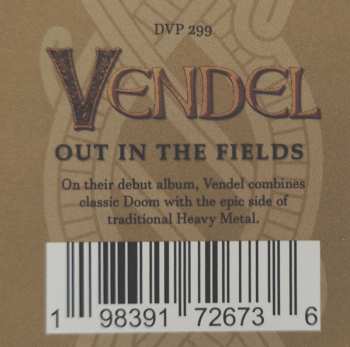 DVP 299
VENDEL
OUT IN THE FIELDS
On their debut album, Vendel combines
classic Doom with the epic side of
traditional Heavy Metal.
1 98391 72673 6